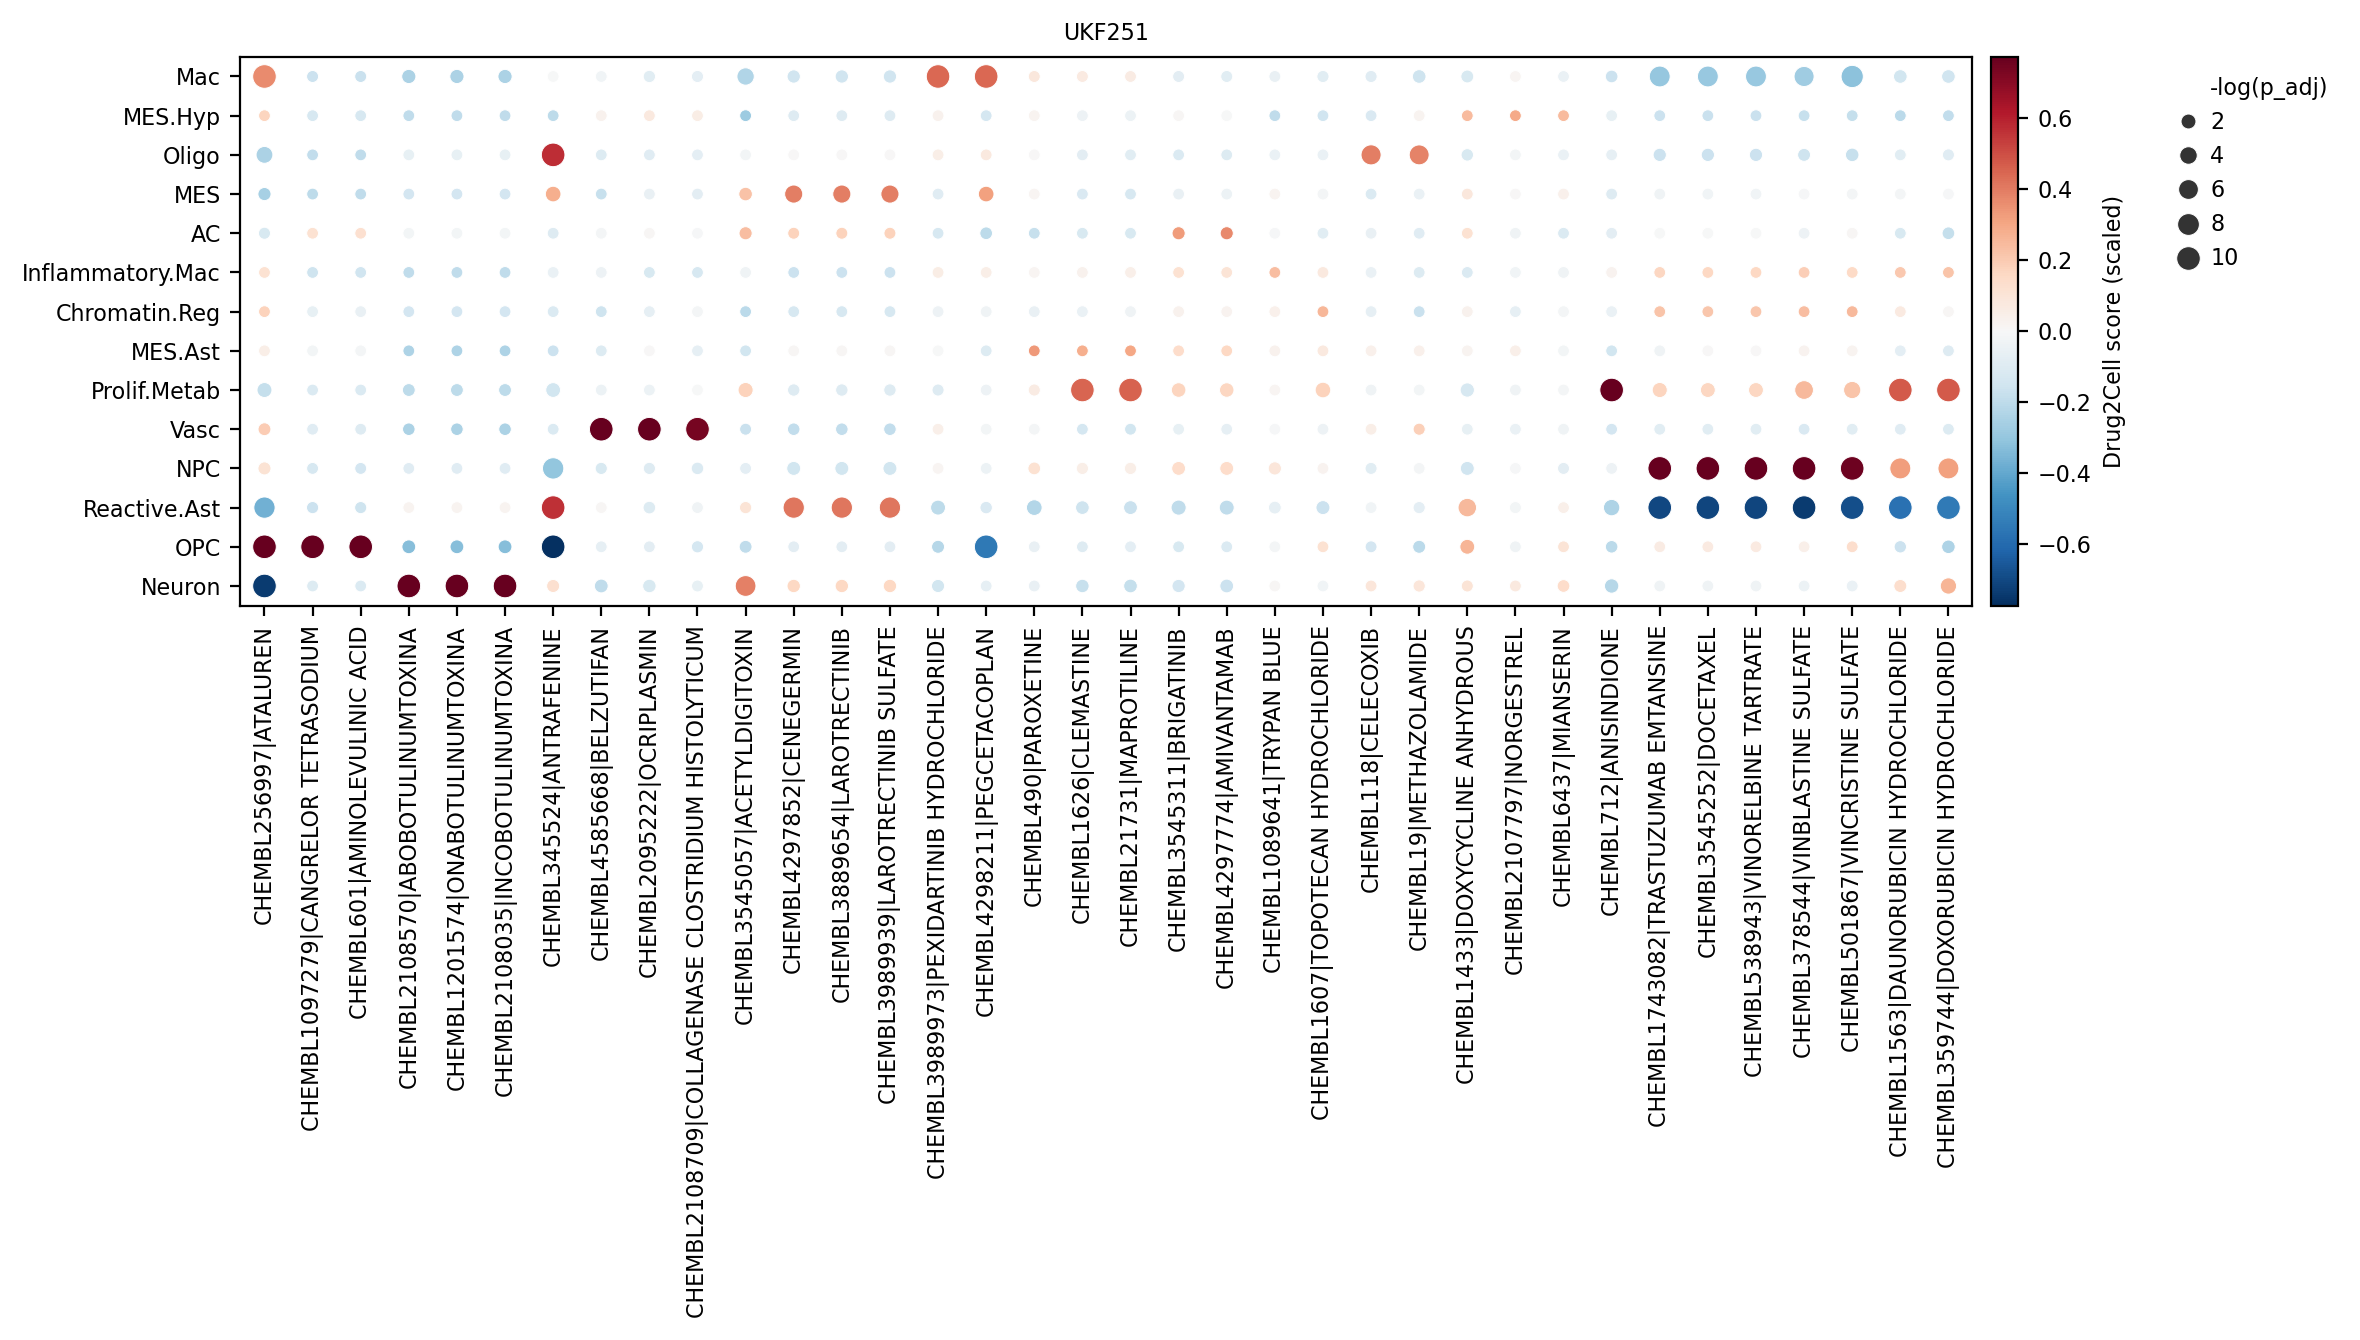 UKF251
Mac
MES.Hyp
Oligo
MES
AC
Inflammatory.Mac
Chromatin.Reg
MES.Ast
Prolif.Metab
Vasc
NPC
Reactive.Ast
OPC
Neuron
CHEMBL256997|ATALUREN
CHEMBL1097279|CANGRELOR TETRASODIUM
CHEMBL601|AMINOLEVULINIC ACID
CHEMBL2108570|ABOBOTULINUMTOXINA
CHEMBL1201574|ONABOTULINUMTOXINA
CHEMBL2108035|INCOBOTULINUMTOXINA
CHEMBL345524|ANTRAFENINE
CHEMBL4585668|BELZUTIFAN
CHEMBL2095222|OCRIPLASMIN
CHEMBL2108709|COLLAGENASE CLOSTRIDIUM HISTOLYTICUM
CHEMBL3545057|ACETYLDIGITOXIN
CHEMBL4297852|CENEGERMIN
CHEMBL3889654|LAROTRECTINIB
CHEMBL3989939|LAROTRECTINIB SULFATE
CHEMBL3989973|PEXIDARTINIB HYDROCHLORIDE
CHEMBL4298211|PEGCETACOPLAN
CHEMBL490|PAROXETINE
CHEMBL1626|CLEMASTINE
CHEMBL21731|MAPROTILINE
CHEMBL3545311|BRIGATINIB
CHEMBL4297774|AMIVANTAMAB
CHEMBL1089641|TRYPAN BLUE
CHEMBL1607|TOPOTECAN HYDROCHLORIDE
CHEMBL118|CELECOXIB
CHEMBL19|METHAZOLAMIDE
CHEMBL1433|DOXYCYCLINE ANHYDROUS
CHEMBL2107797|NORGESTREL
CHEMBL6437|MIANSERIN
CHEMBL712|ANISINDIONE
CHEMBL1743082|TRASTUZUMAB EMTANSINE
CHEMBL3545252|DOCETAXEL
CHEMBL538943|VINORELBINE TARTRATE
CHEMBL378544|VINBLASTINE SULFATE
CHEMBL501867|VINCRISTINE SULFATE
CHEMBL1563|DAUNORUBICIN HYDROCHLORIDE
CHEMBL359744|DOXORUBICIN HYDROCHLORIDE
0.6
0.4
0.2
0.0
−0.2
−0.4
−0.6
Drug2Cell score (scaled)
-log(p_adj)
2
4
6
8
10